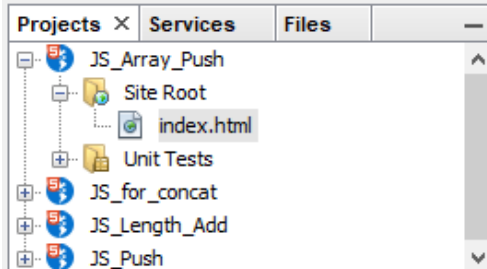 Projects Services Files
JS_Array_Push
Site Root
index.html
Unit Tests
JS_for_concat
JS_Length_Add
JS_Push